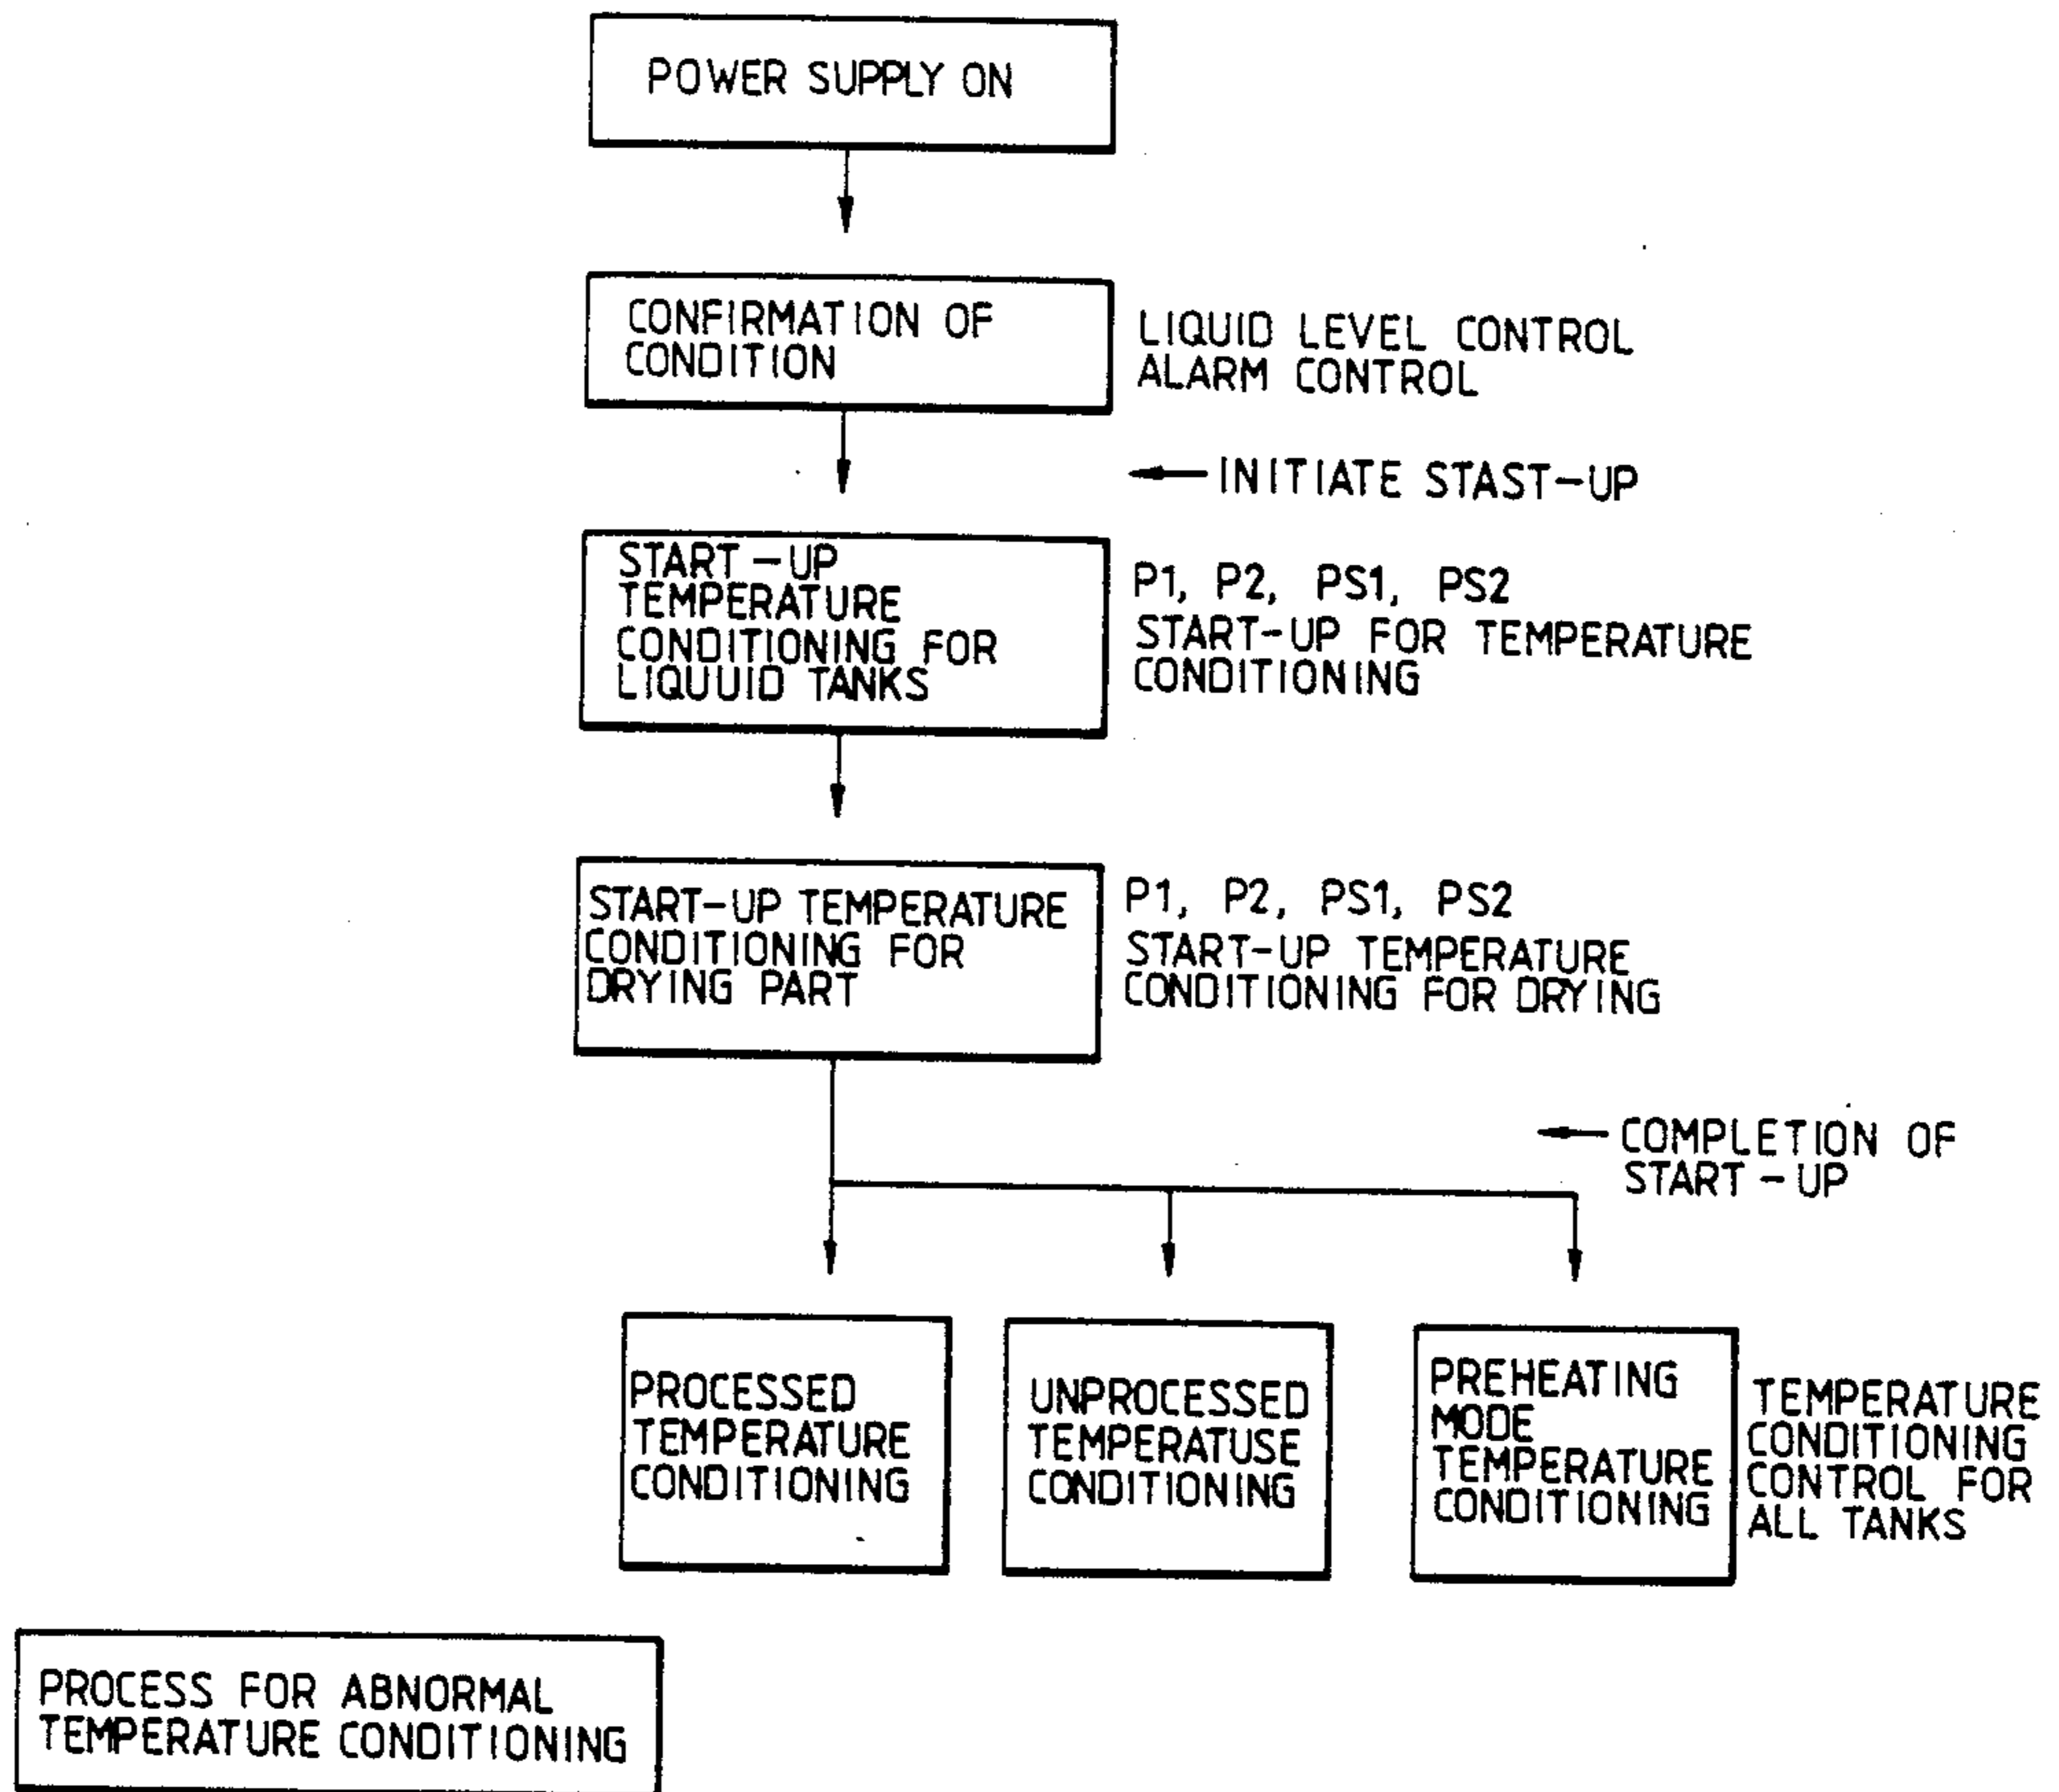 POWER SUPPLY ON
CONFIRMATION OF
CONDITION
LIQUID LEVEL CONTROL
ALARM CONTROL
INITIATE STAST-UP
START-UP
TEMPERATURE
CONDITIONING FOR
LIQUUID TANKS
P1, P2, PS1, PS2
START-UP FOR TEMPERATURE
CONDITIONING
START-UP TEMPERATURE
CONDITIONING FOR
DRYING PART
P1, P2, PS1, PS2
START-UP TEMPERATURE
CONDITIONING FOR DRYING
COMPLETION OF
START-UP
PROCESSED
TEMPERATURE
CONDITIONING
UNPROCESSED
TEMPERATUSE
CONDITIONING
PREHEATING
MODE
TEMPERATURE
CONDITIONING
TEMPERATURE
CONDITIONING
CONTROL FOR
ALL TANKS
PROCESS FOR ABNORMAL
TEMPERATURE CONDITIONING